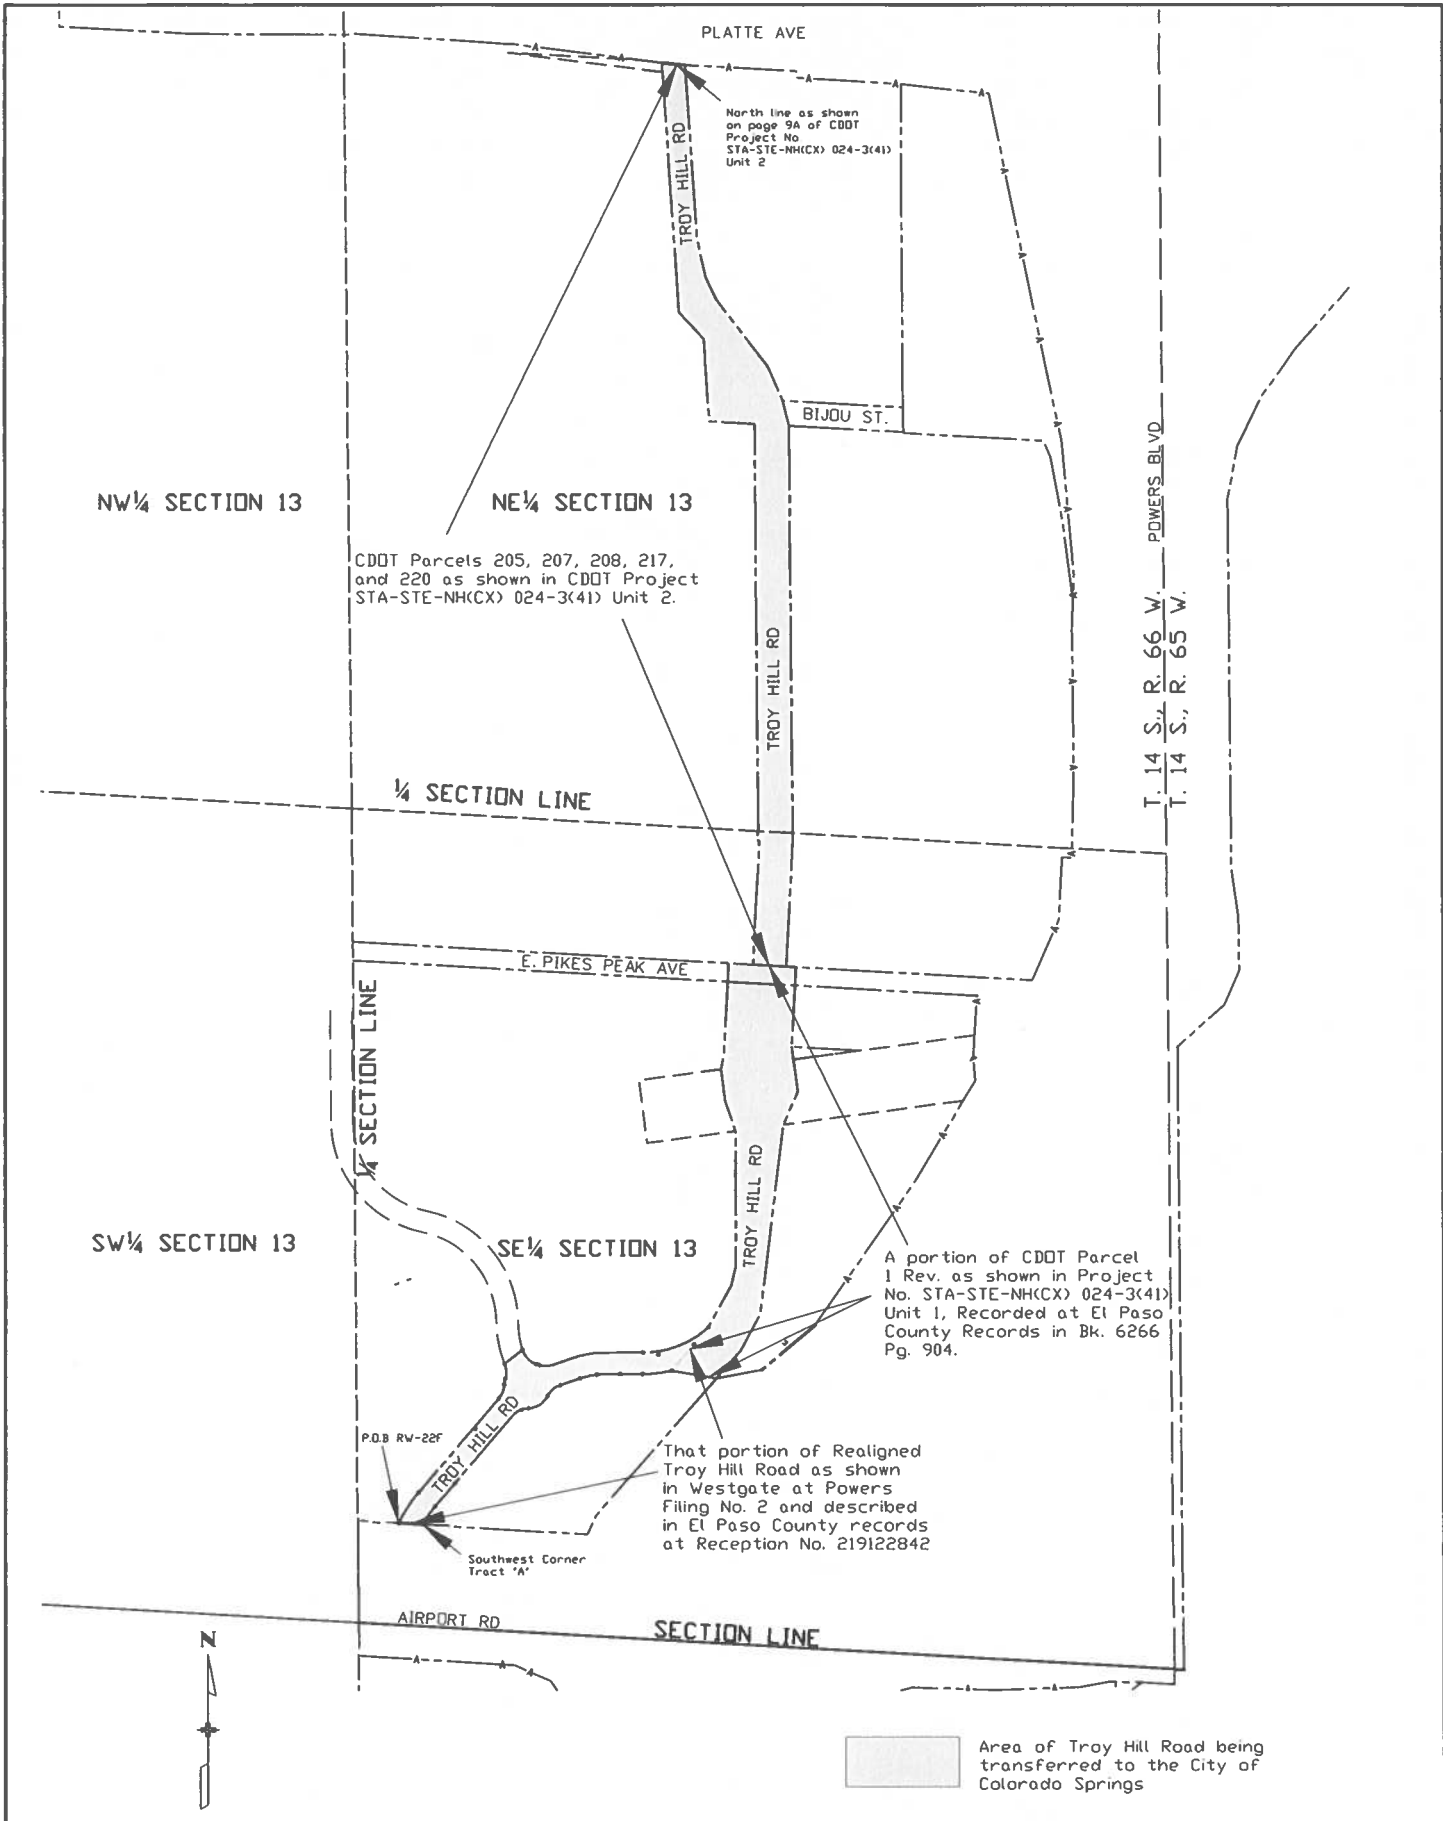 PLATTE AVE
North line as shown
on page 9A of CDOT
Project No
STA-STE-NH(CX) 024-3(41)
Unit 2
TROY HILL RD
BIJOU ST.
POWERS BLVD
NW¼ SECTION 13
NE¼ SECTION 13
CDOT Parcels 205, 207, 208, 217,
and 220 as shown in CDOT Project
STA-STE-NH(CX) 024-3(41) Unit 2.
TROY HILL RD
T. 14 S., R. 66 W.
T. 14 S., R. 65 W.
¼ SECTION LINE
E. PIKES PEAK AVE
¼ SECTION LINE
TROY HILL RD
SW¼ SECTION 13
SE¼ SECTION 13
A portion of CDOT Parcel
1 Rev. as shown in Project
No. STA-STE-NH(CX) 024-3(41)
Unit 1, Recorded at El Paso
County Records in Bk. 6266
Pg. 904.
TROY HILL RD
P.O.B RW-22F
That portion of Realigned
Troy Hill Road as shown
in Westgate at Powers
Filing No. 2 and described
in El Paso County records
at Reception No. 219122842
Southwest Corner
Tract "A"
AIRPORT RD
SECTION LINE
N
Area of Troy Hill Road being
transferred to the City of
Colorado Springs